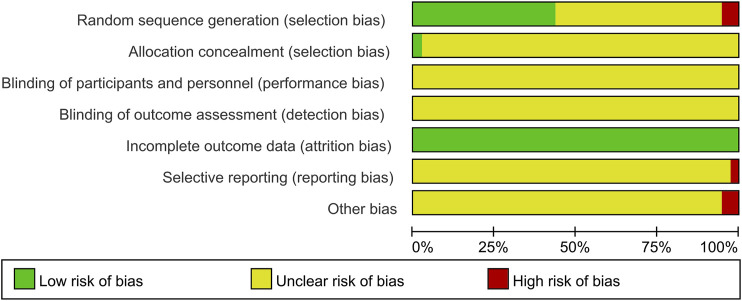 Random sequence generation (selection bias)
Allocation concealment (selection bias)
Blinding of participants and personnel (performance bias)
Blinding of outcome assessment (detection bias)
Incomplete outcome data (attrition bias)
Selective reporting (reporting bias)
Other bias
0% 25% 50% 75% 100%
Low risk of bias Unclear risk of bias High risk of bias